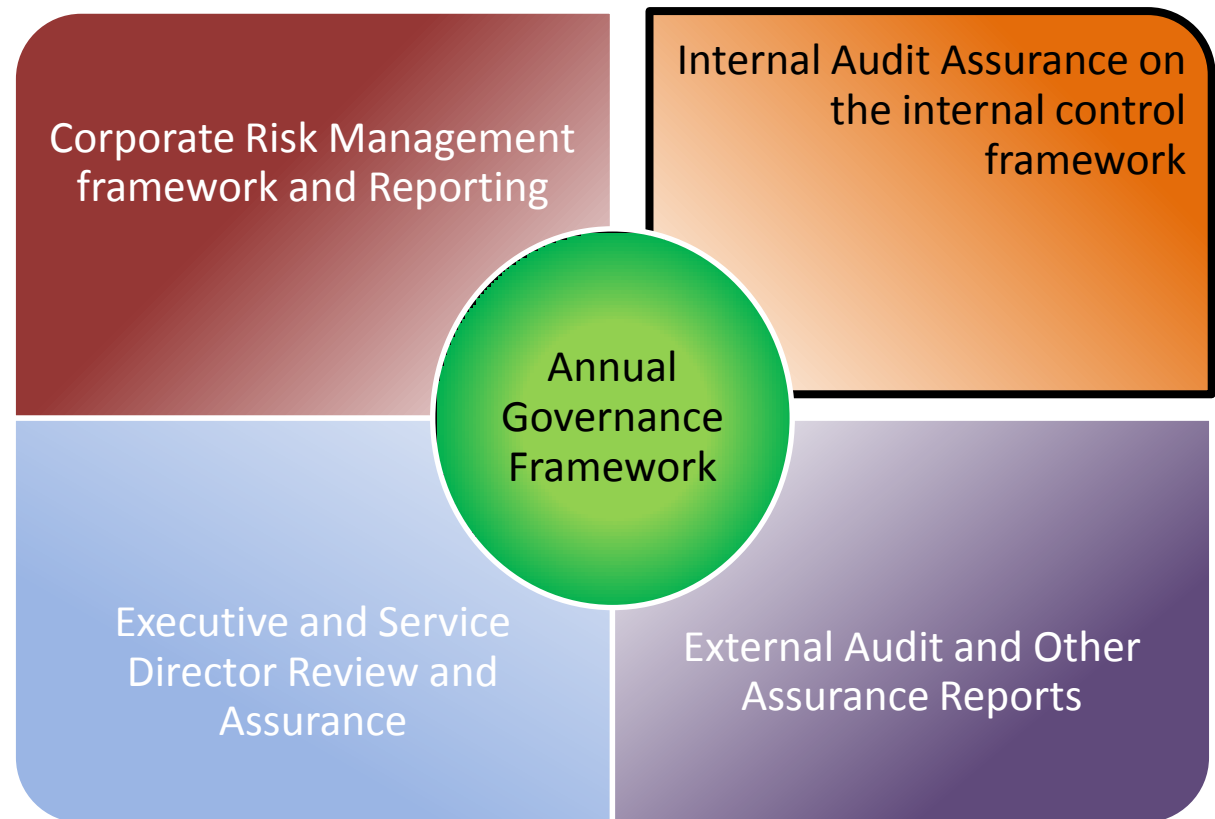 Corporate Risk Management
framework and Reporting
Internal Audit Assurance on
the internal control
framework
Annual
Governance
Framework
Executive and Service
Director Review and
Assurance
External Audit and Other
Assurance Reports